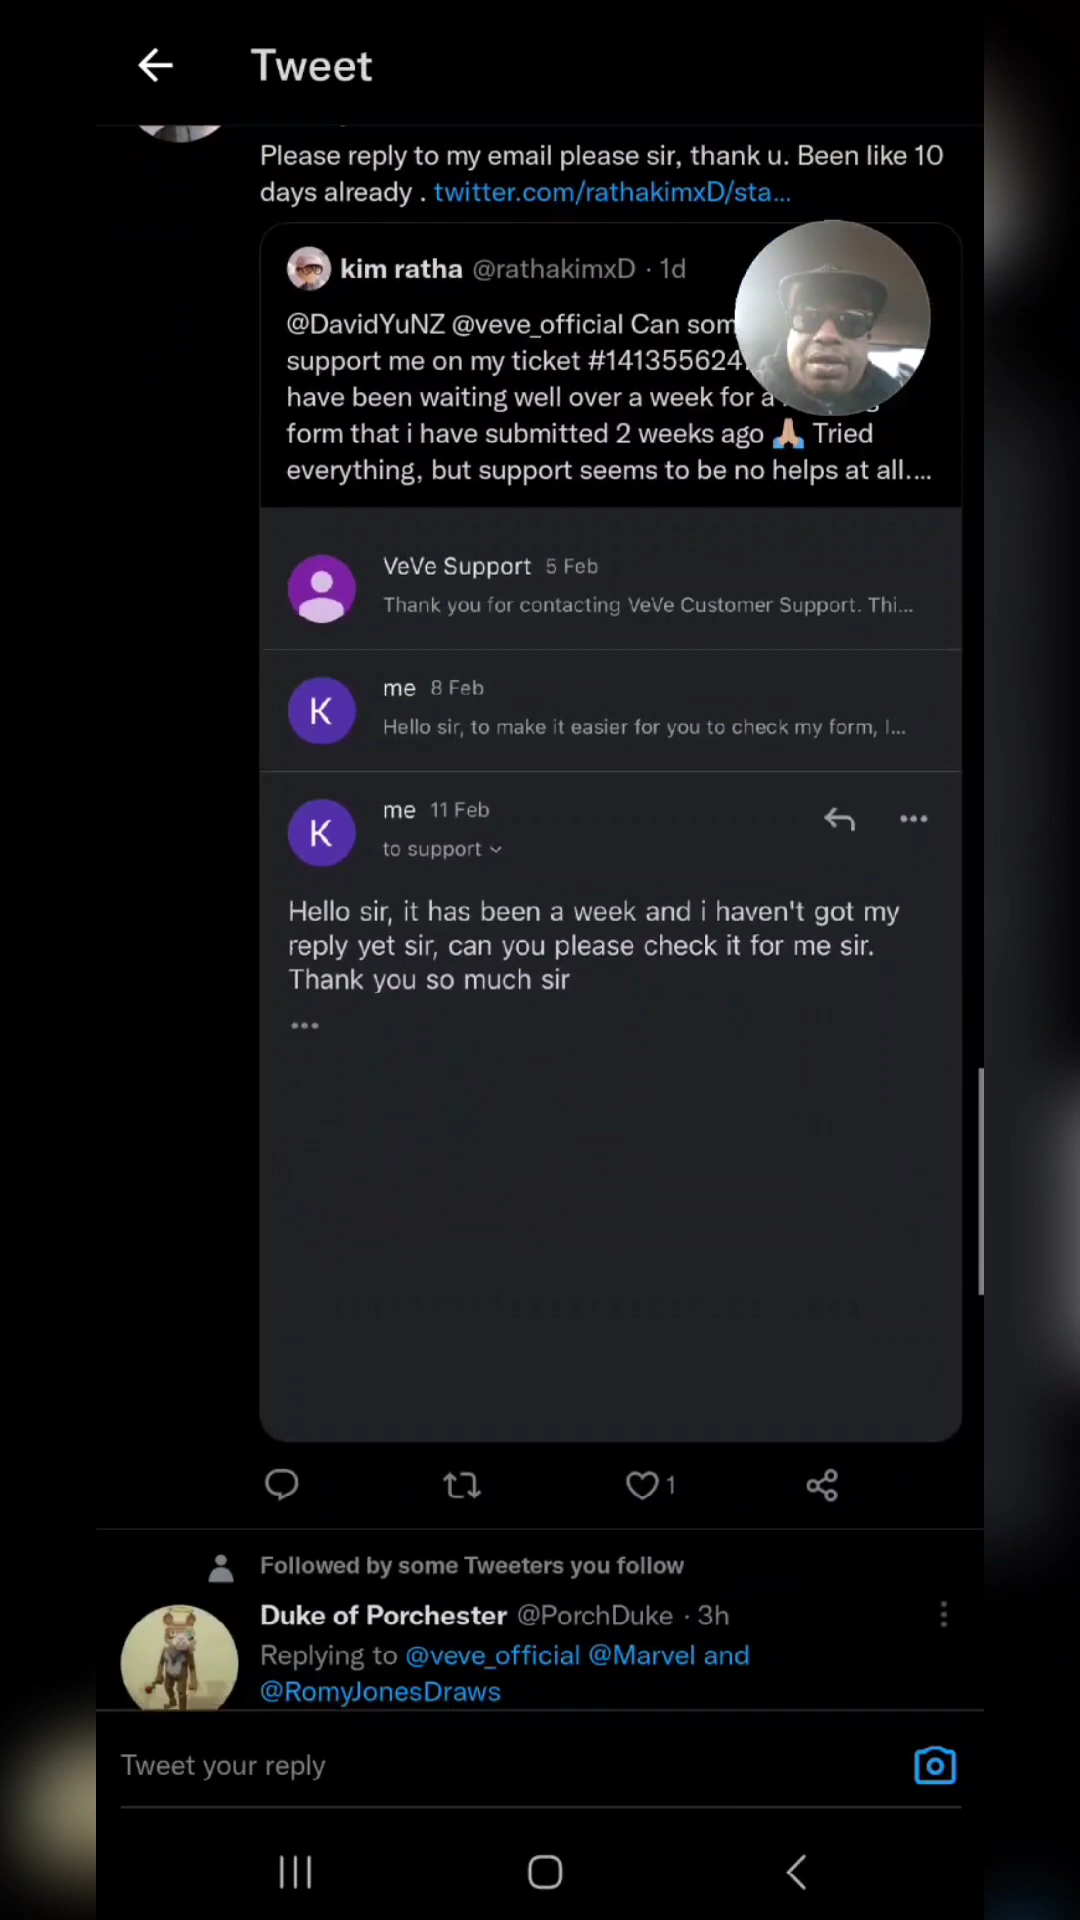 Tweet
Please reply to my email please sir, thank u. Been like 10
days already . twitter.com/rathakimxD/sta...
kim ratha @rathakimxD · 1d
@DavidYuNZ @veve_official Can som
support me on my ticket #141355624
have been waiting well over a week for a
form that i have submitted 2 weeks ago 🙏🏼 Tried
everything, but support seems to be no helps at all....
VeVe Support 5 Feb
Thank you for contacting VeVe Customer Support. Thi...
K
me 8 Feb
Hello sir, to make it easier for you to check my form, I...
K
me 11 Feb
to support
Hello sir, it has been a week and i haven't got my
reply yet sir, can you please check it for me sir.
Thank you so much sir
1
Followed by some Tweeters you follow
Duke of Porchester @PorchDuke · 3h
Replying to @veve_official @Marvel and
@RomyJonesDraws
Tweet your reply